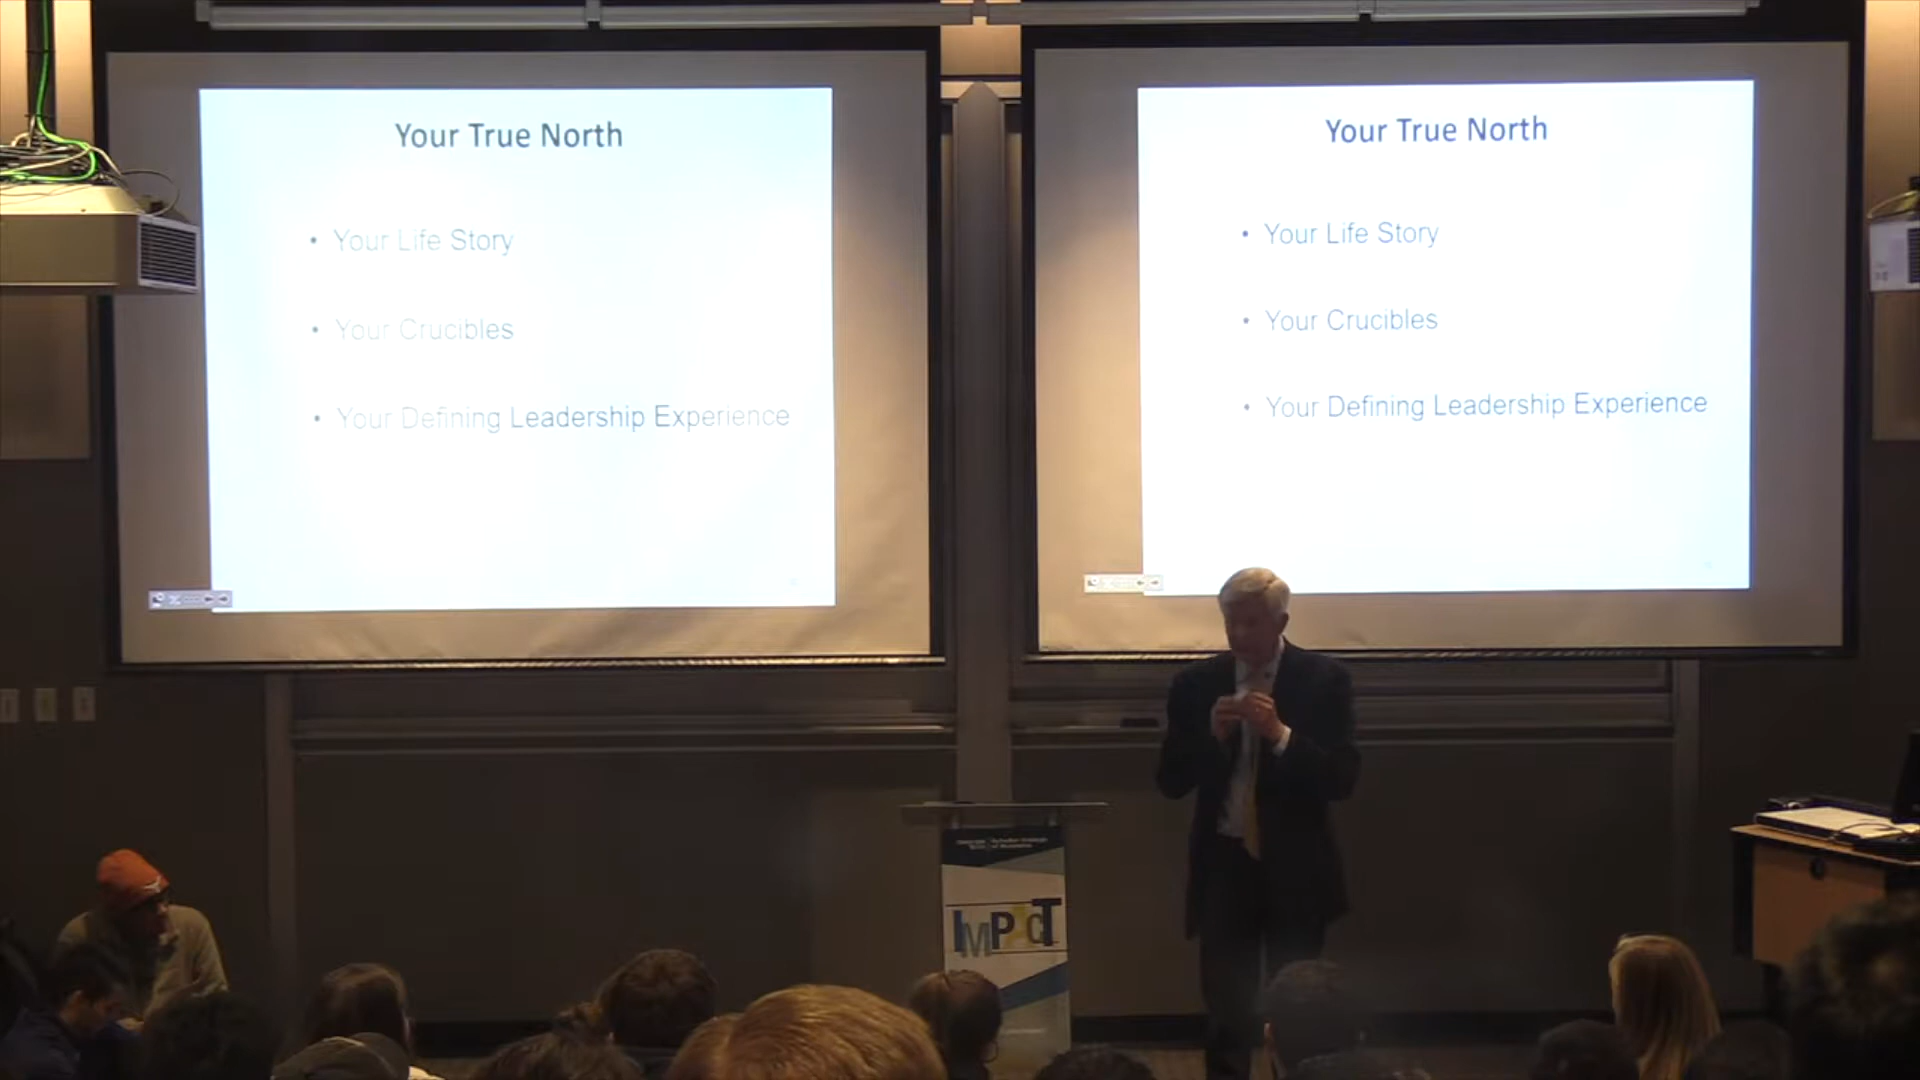 Your True North
• Your Life Story
• Your Crucibles
• Your Defining Leadership Experience
Your True North
• Your Life Story
• Your Crucibles
• Your Defining Leadership Experience
IMPACT